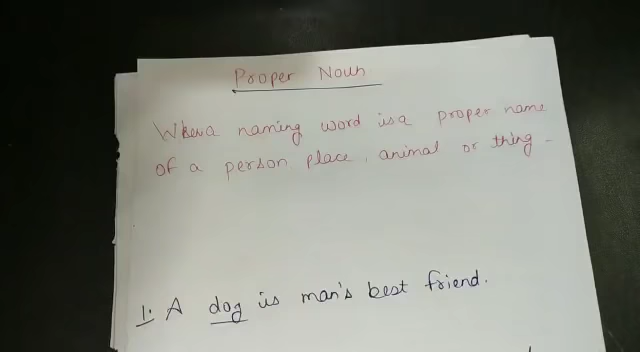 Proper Noun
When a naming word is a proper name
of a person place, animal or thing -
1. A dog is man's best friend.